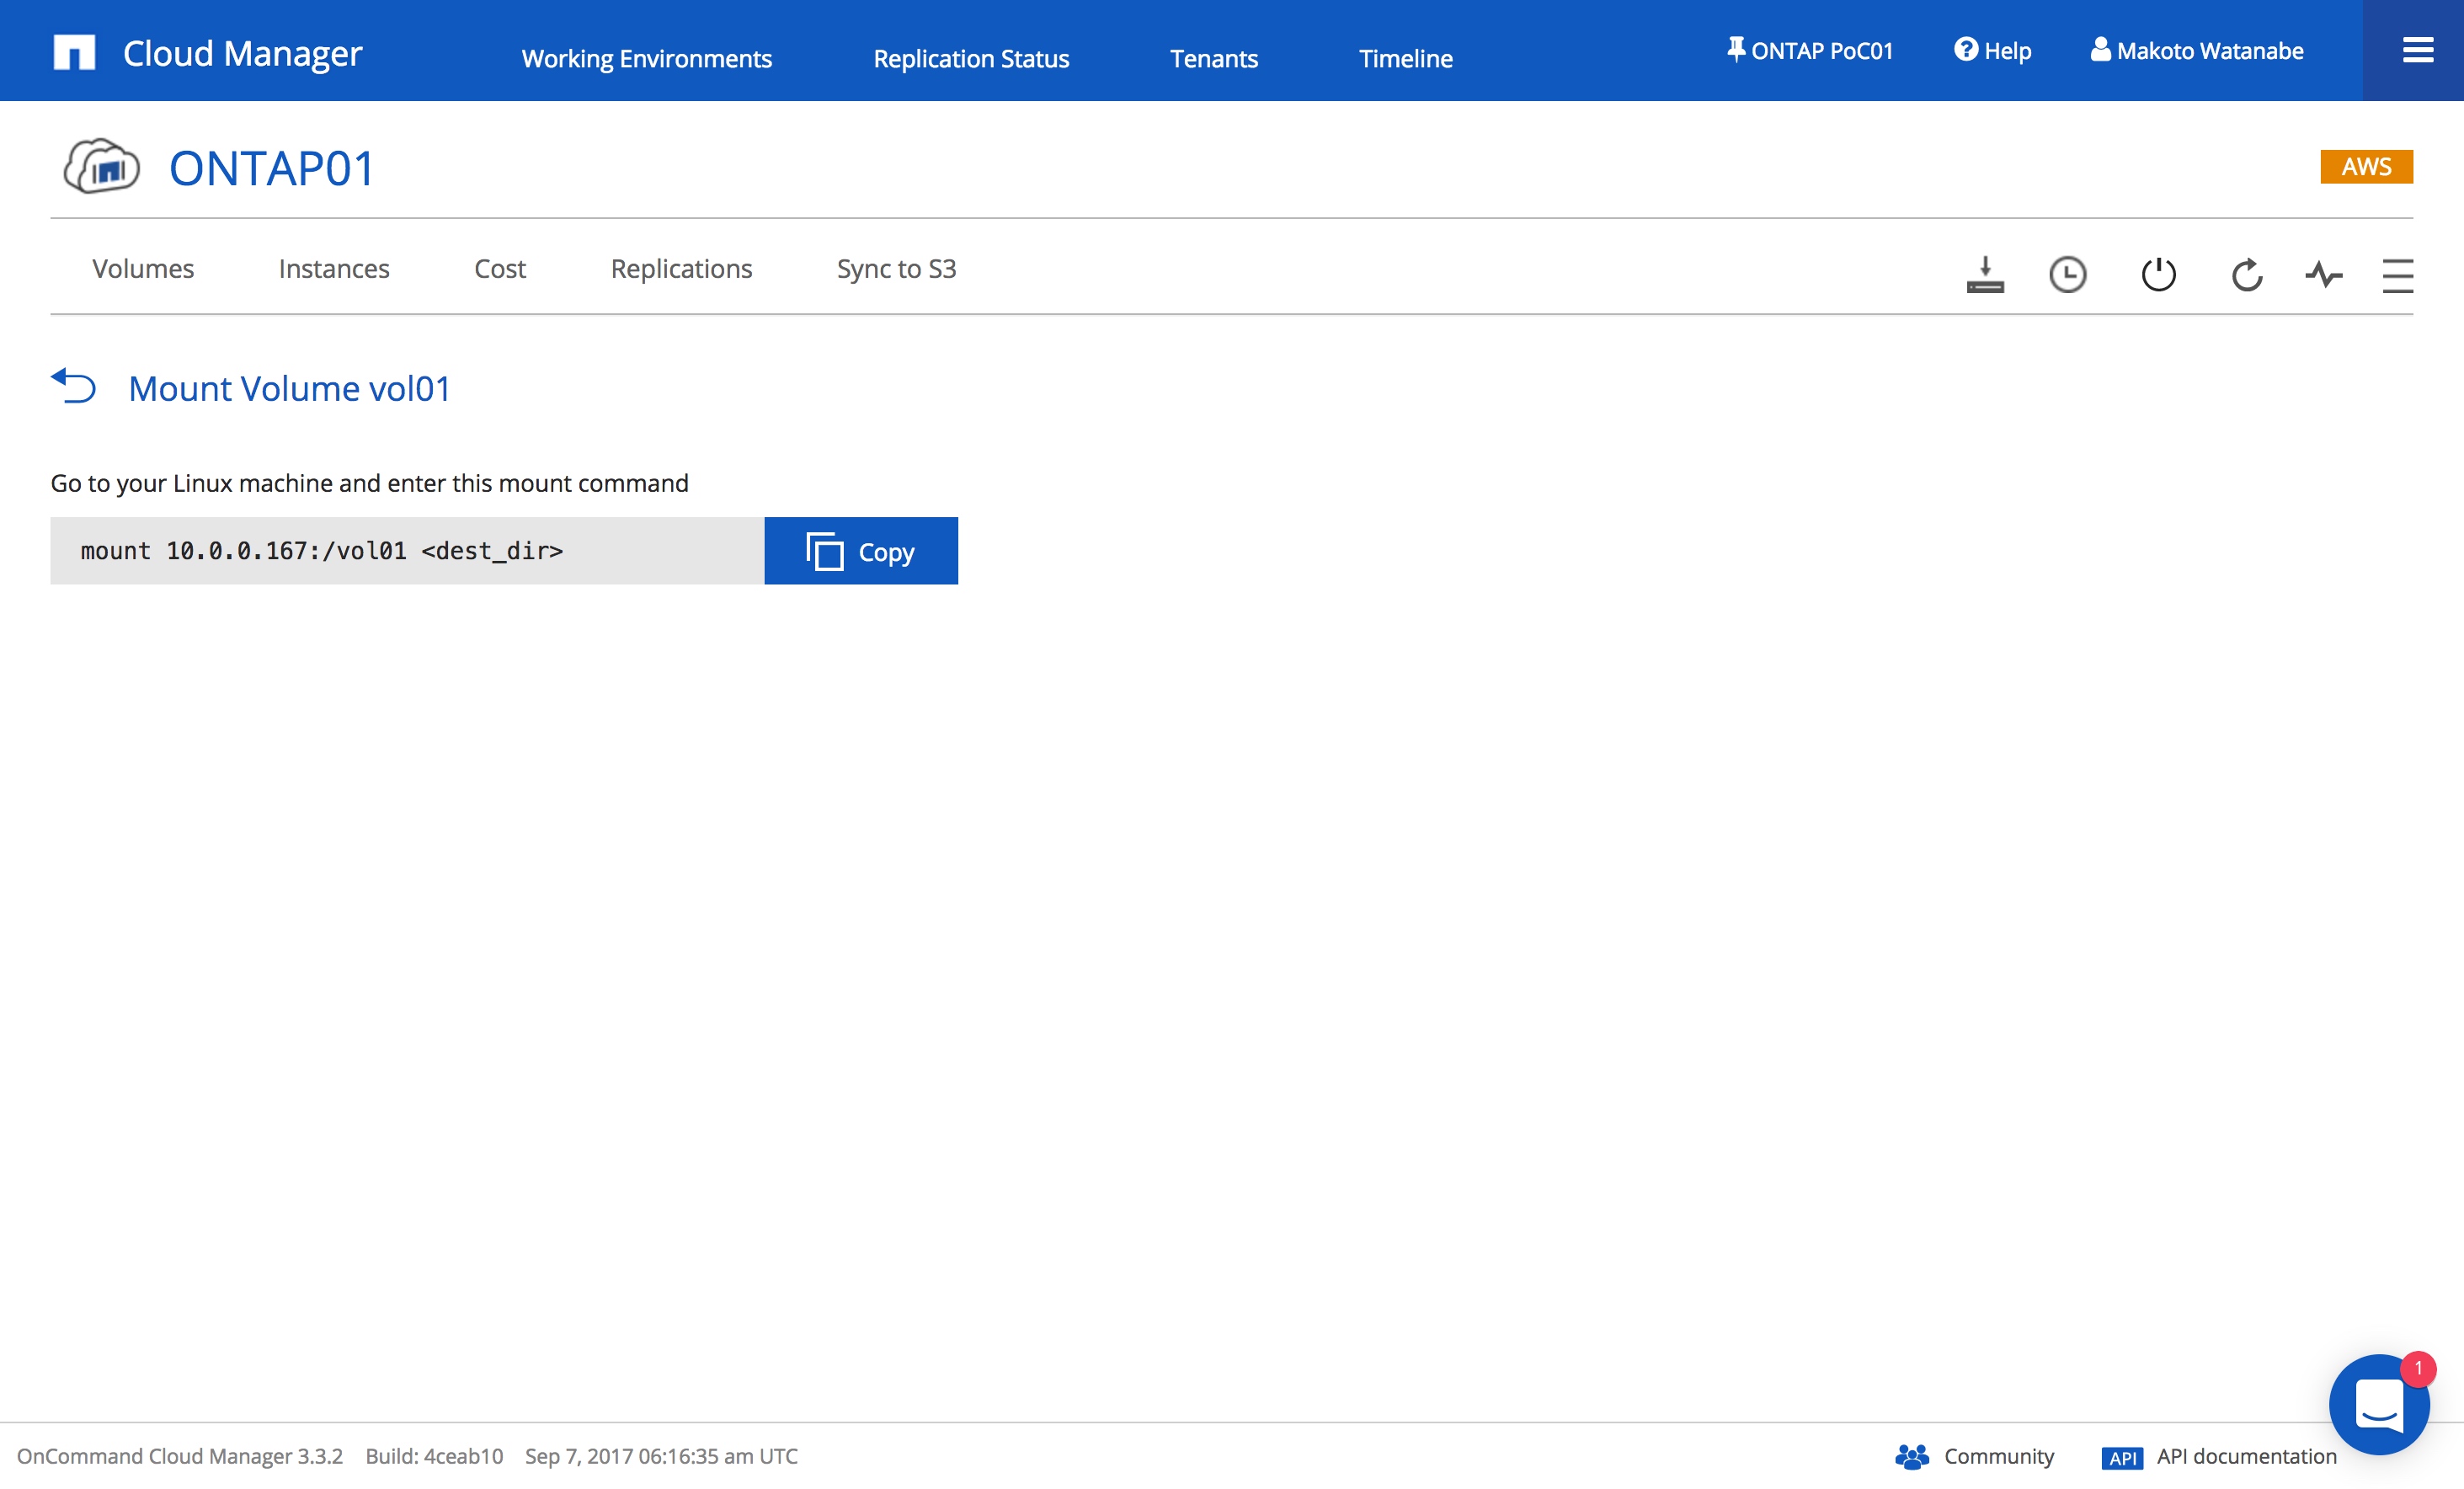 Cloud Manager Working Environments Replication Status Tenants Timeline ONTAP PoC01 Help Makoto Watanabe
ONTAP01 AWS
Volumes Instances Cost Replications Sync to S3
Mount Volume vol01
Go to your Linux machine and enter this mount command
mount 10.0.0.167:/vol01 <dest_dir> Copy
1
OnCommand Cloud Manager 3.3.2 Build: 4ceab10 Sep 7, 2017 06:16:35 am UTC Community API API documentation